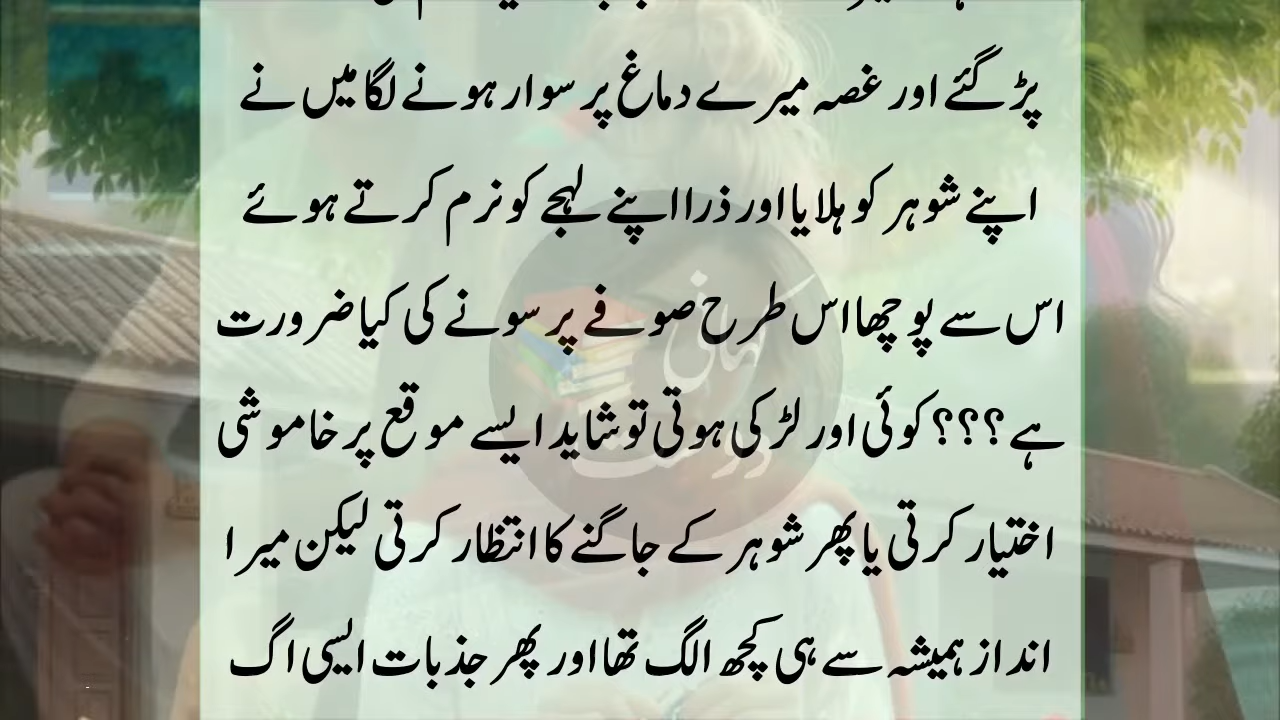 پڑ گئے اور غصہ میرے دماغ پر سوار ہونے لگا میں نے
اپنے شوہر کو ہلایا اور ذرا اپنے لہجے کو نرم کرتے ہوئے
اس سے پوچھا اس طرح صوفے پر سونے کی کیا ضرورت
ہے؟؟؟ کوئی اور لڑکی ہوتی تو شاید ایسے موقع پر خاموشی
اختیار کرتی یا پھر شوہر کے جاگنے کا انتظار کرتی لیکن میرا
انداز ہمیشہ سے ہی کچھ الگ تھا اور پھر جذبات ایسی اگ
کہانی
دوست